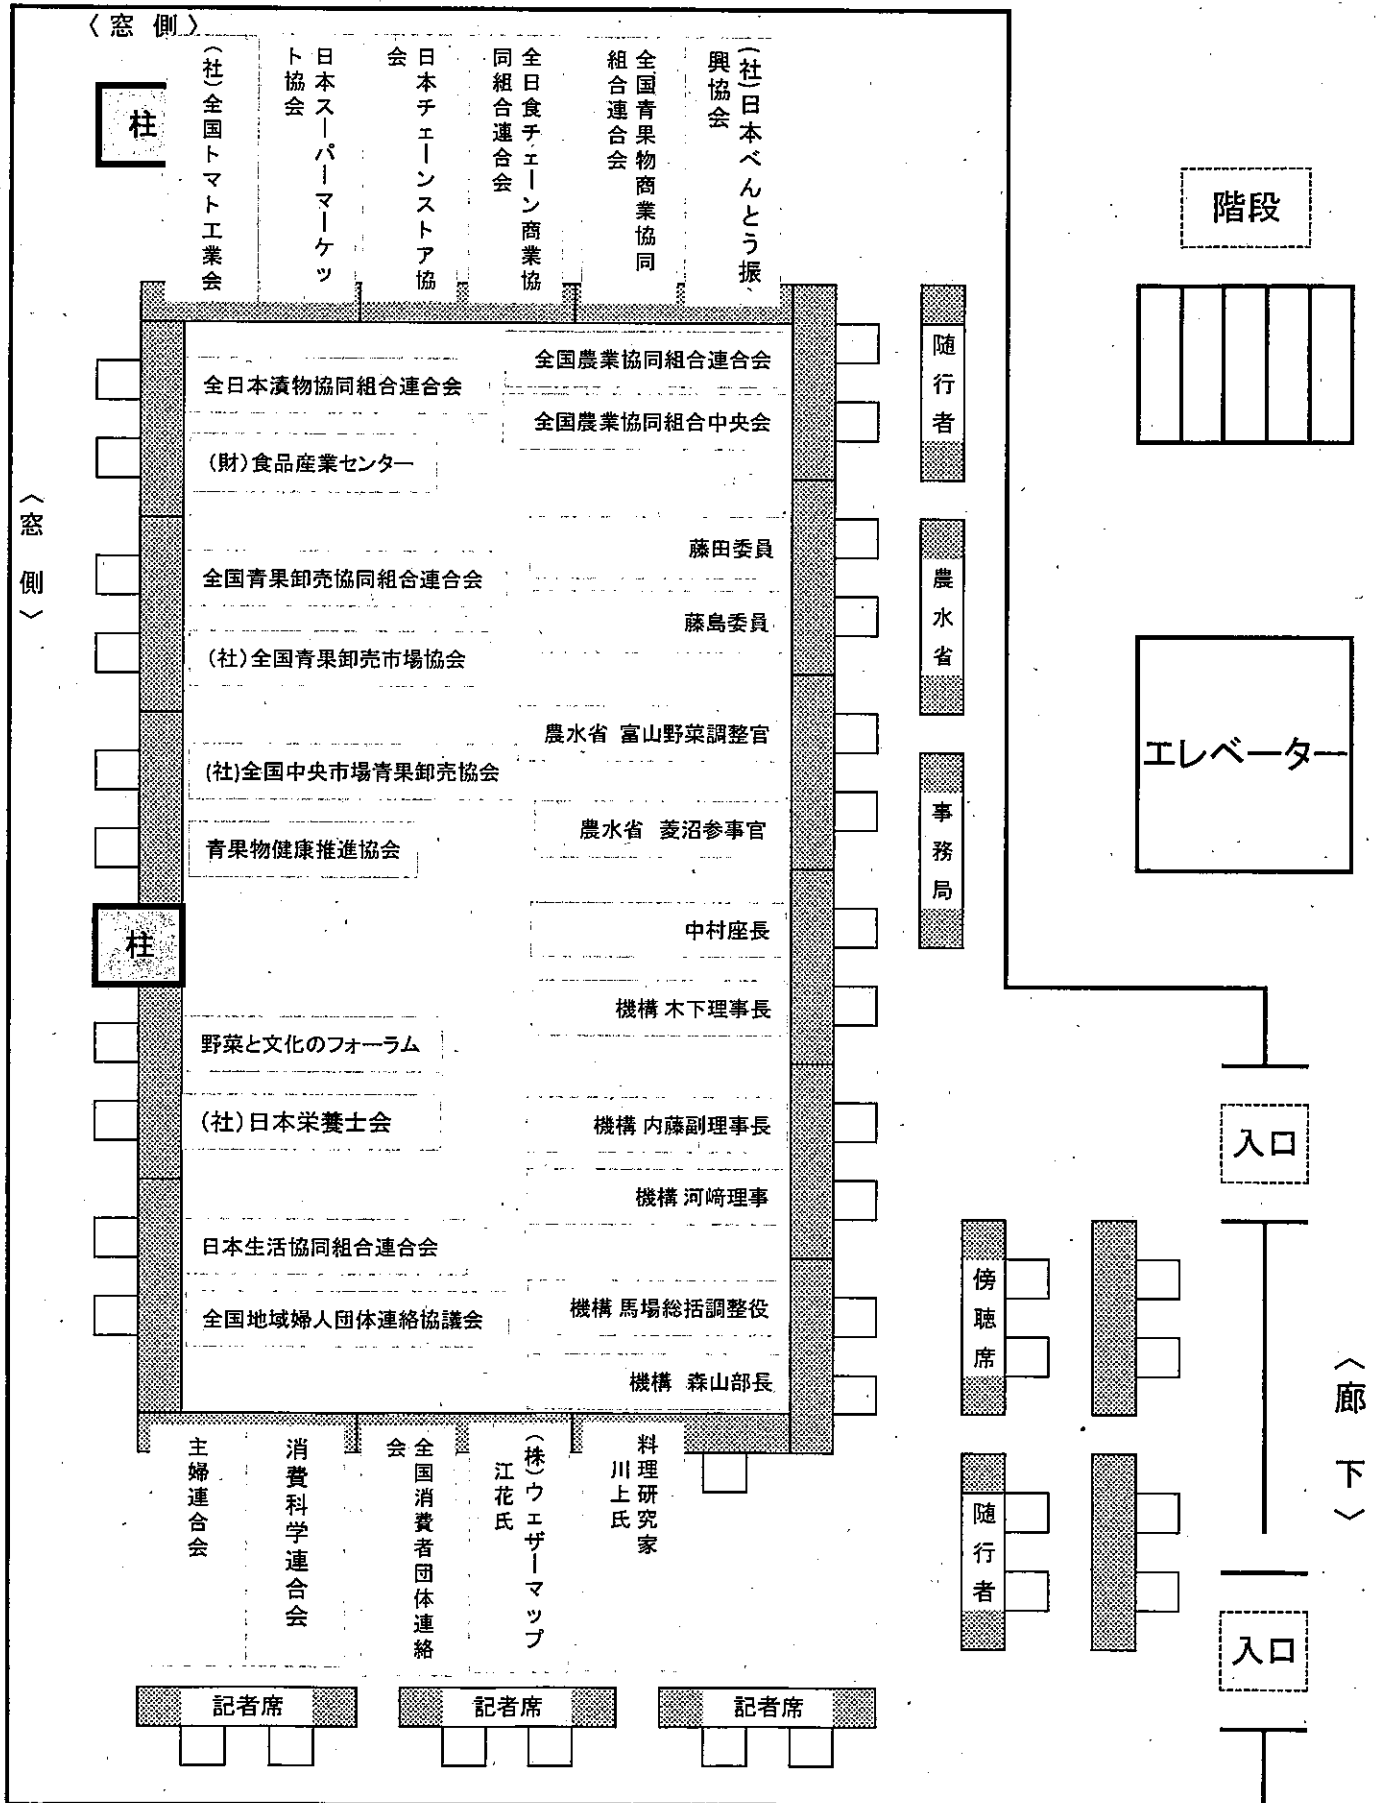 〈窓 側〉
柱
(社)全国トマト工業会
日本スーパーマーケッ
ト協会
日本チェーンストア協
会
全日食チェーン商業協
同組合連合会
全国青果物商業協同
組合連合会
(社)日本べんとう振
興協会
階段
〈窓 側〉
全日本漬物協同組合連合会
(財)食品産業センター
全国青果卸売協同組合連合会
(社)全国青果卸売市場協会
(社)全国中央市場青果卸売協会
青果物健康推進協会
柱
野菜と文化のフォーラム
(社)日本栄養士会
日本生活協同組合連合会
全国地域婦人団体連絡協議会
全国農業協同組合連合会
全国農業協同組合中央会
藤田委員
藤島委員
農水省 富山野菜調整官
農水省 菱沼参事官
中村座長
機構 木下理事長
機構 内藤副理事長
機構 河﨑理事
機構 馬場総括調整役
機構 森山部長
随行者
農水省
事務局
エレベーター
入口
傍聴席
随行者
〈廊 下〉
入口
主婦連合会
消費科学連合会
全国消費者団体連絡
会
(株)ウェザーマップ
江花氏
料理研究家
川上氏
記者席
記者席
記者席